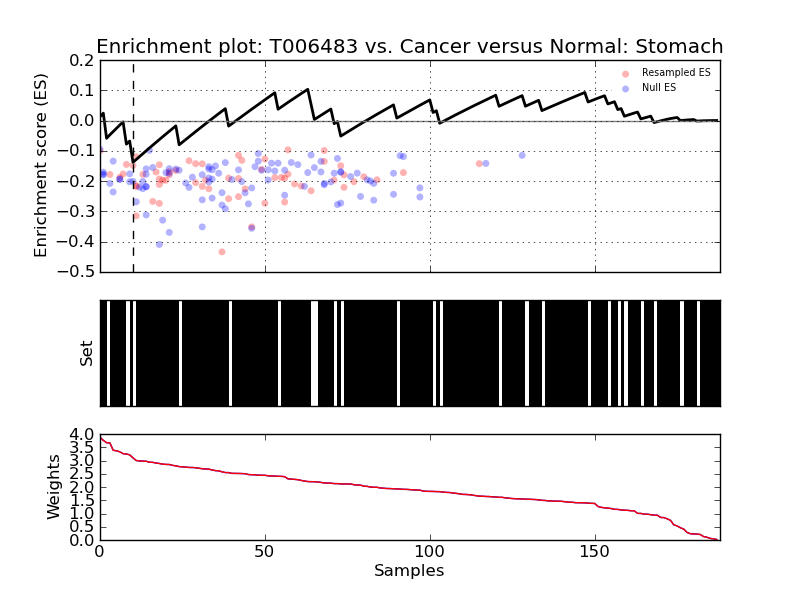 Enrichment plot: T006483 vs. Cancer versus Normal: Stomach
0.2
0.1
0.0
−0.1
−0.2
−0.3
−0.4
−0.5
Enrichment score (ES)
Resampled ES
Null ES
Set
4.0
3.5
3.0
2.5
2.0
1.5
1.0
0.5
0.0
Weights
0 50 100 150
Samples